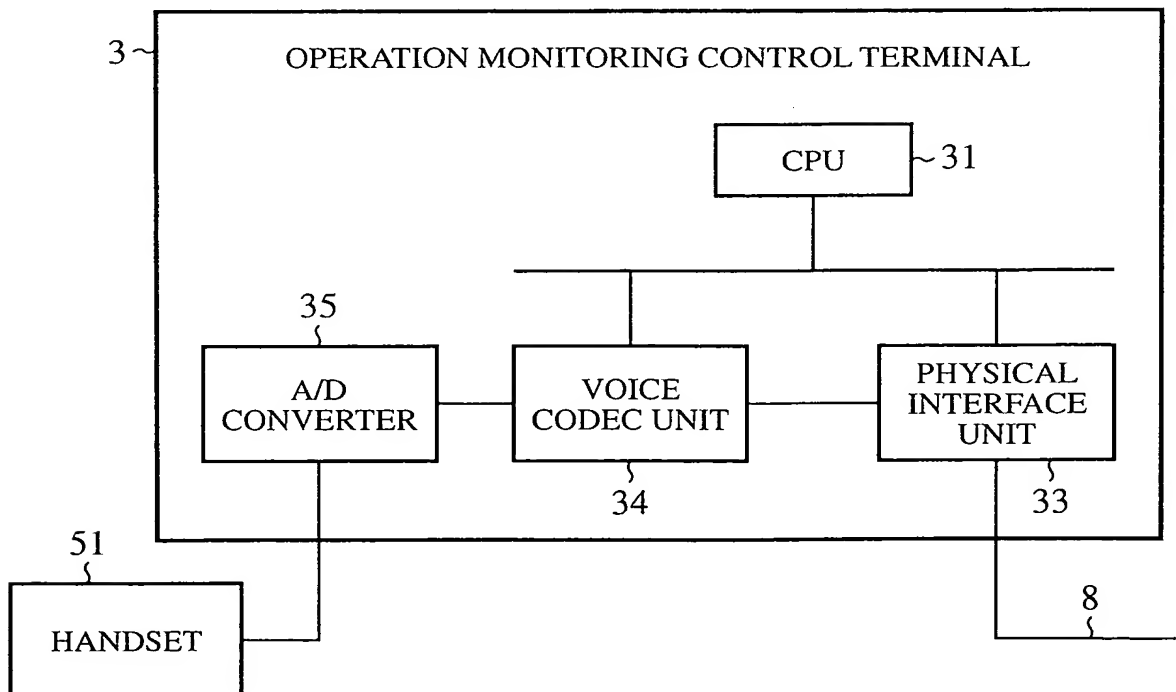 3
OPERATION MONITORING CONTROL TERMINAL
CPU
31
35
A/D
CONVERTER
VOICE
CODEC UNIT
34
PHYSICAL
INTERFACE
UNIT
33
51
HANDSET
8